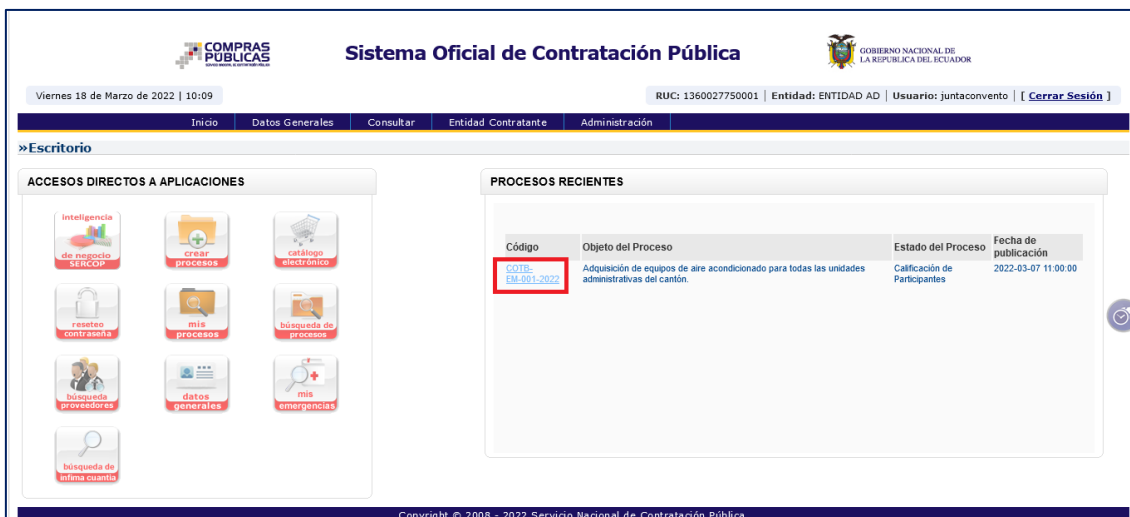 COMPRAS
PÚBLICAS
Sistema Oficial de Contratación Pública
GOBIERNO NACIONAL DE
LA REPUBLICA DEL ECUADOR
Viernes 18 de Marzo de 2022 | 10:09
RUC: 1360027750001 | Entidad: ENTIDAD AD | Usuario: juntaconvento | [ Cerrar Sesión ]
Inicio Datos Generales Consultar Entidad Contratante Administración
»Escritorio
ACCESOS DIRECTOS A APLICACIONES
inteligencia
de negocio
SERCOP
crear
procesos
catálogo
electrónico
reseteo
contraseña
mis
procesos
búsqueda de
procesos
búsqueda
proveedores
datos
generales
mis
emergencias
búsqueda de
ínfima cuantía
PROCESOS RECIENTES
Código Objeto del Proceso Estado del Proceso Fecha de
publicación
COTB- Adquisición de equipos de aire acondicionado para todas las unidades Calificación de 2022-03-07 11:00:00
EM-001-2022 administrativas del cantón. Participantes
Copyright © 2008 - 2022 Servicio Nacional de Contratación Pública